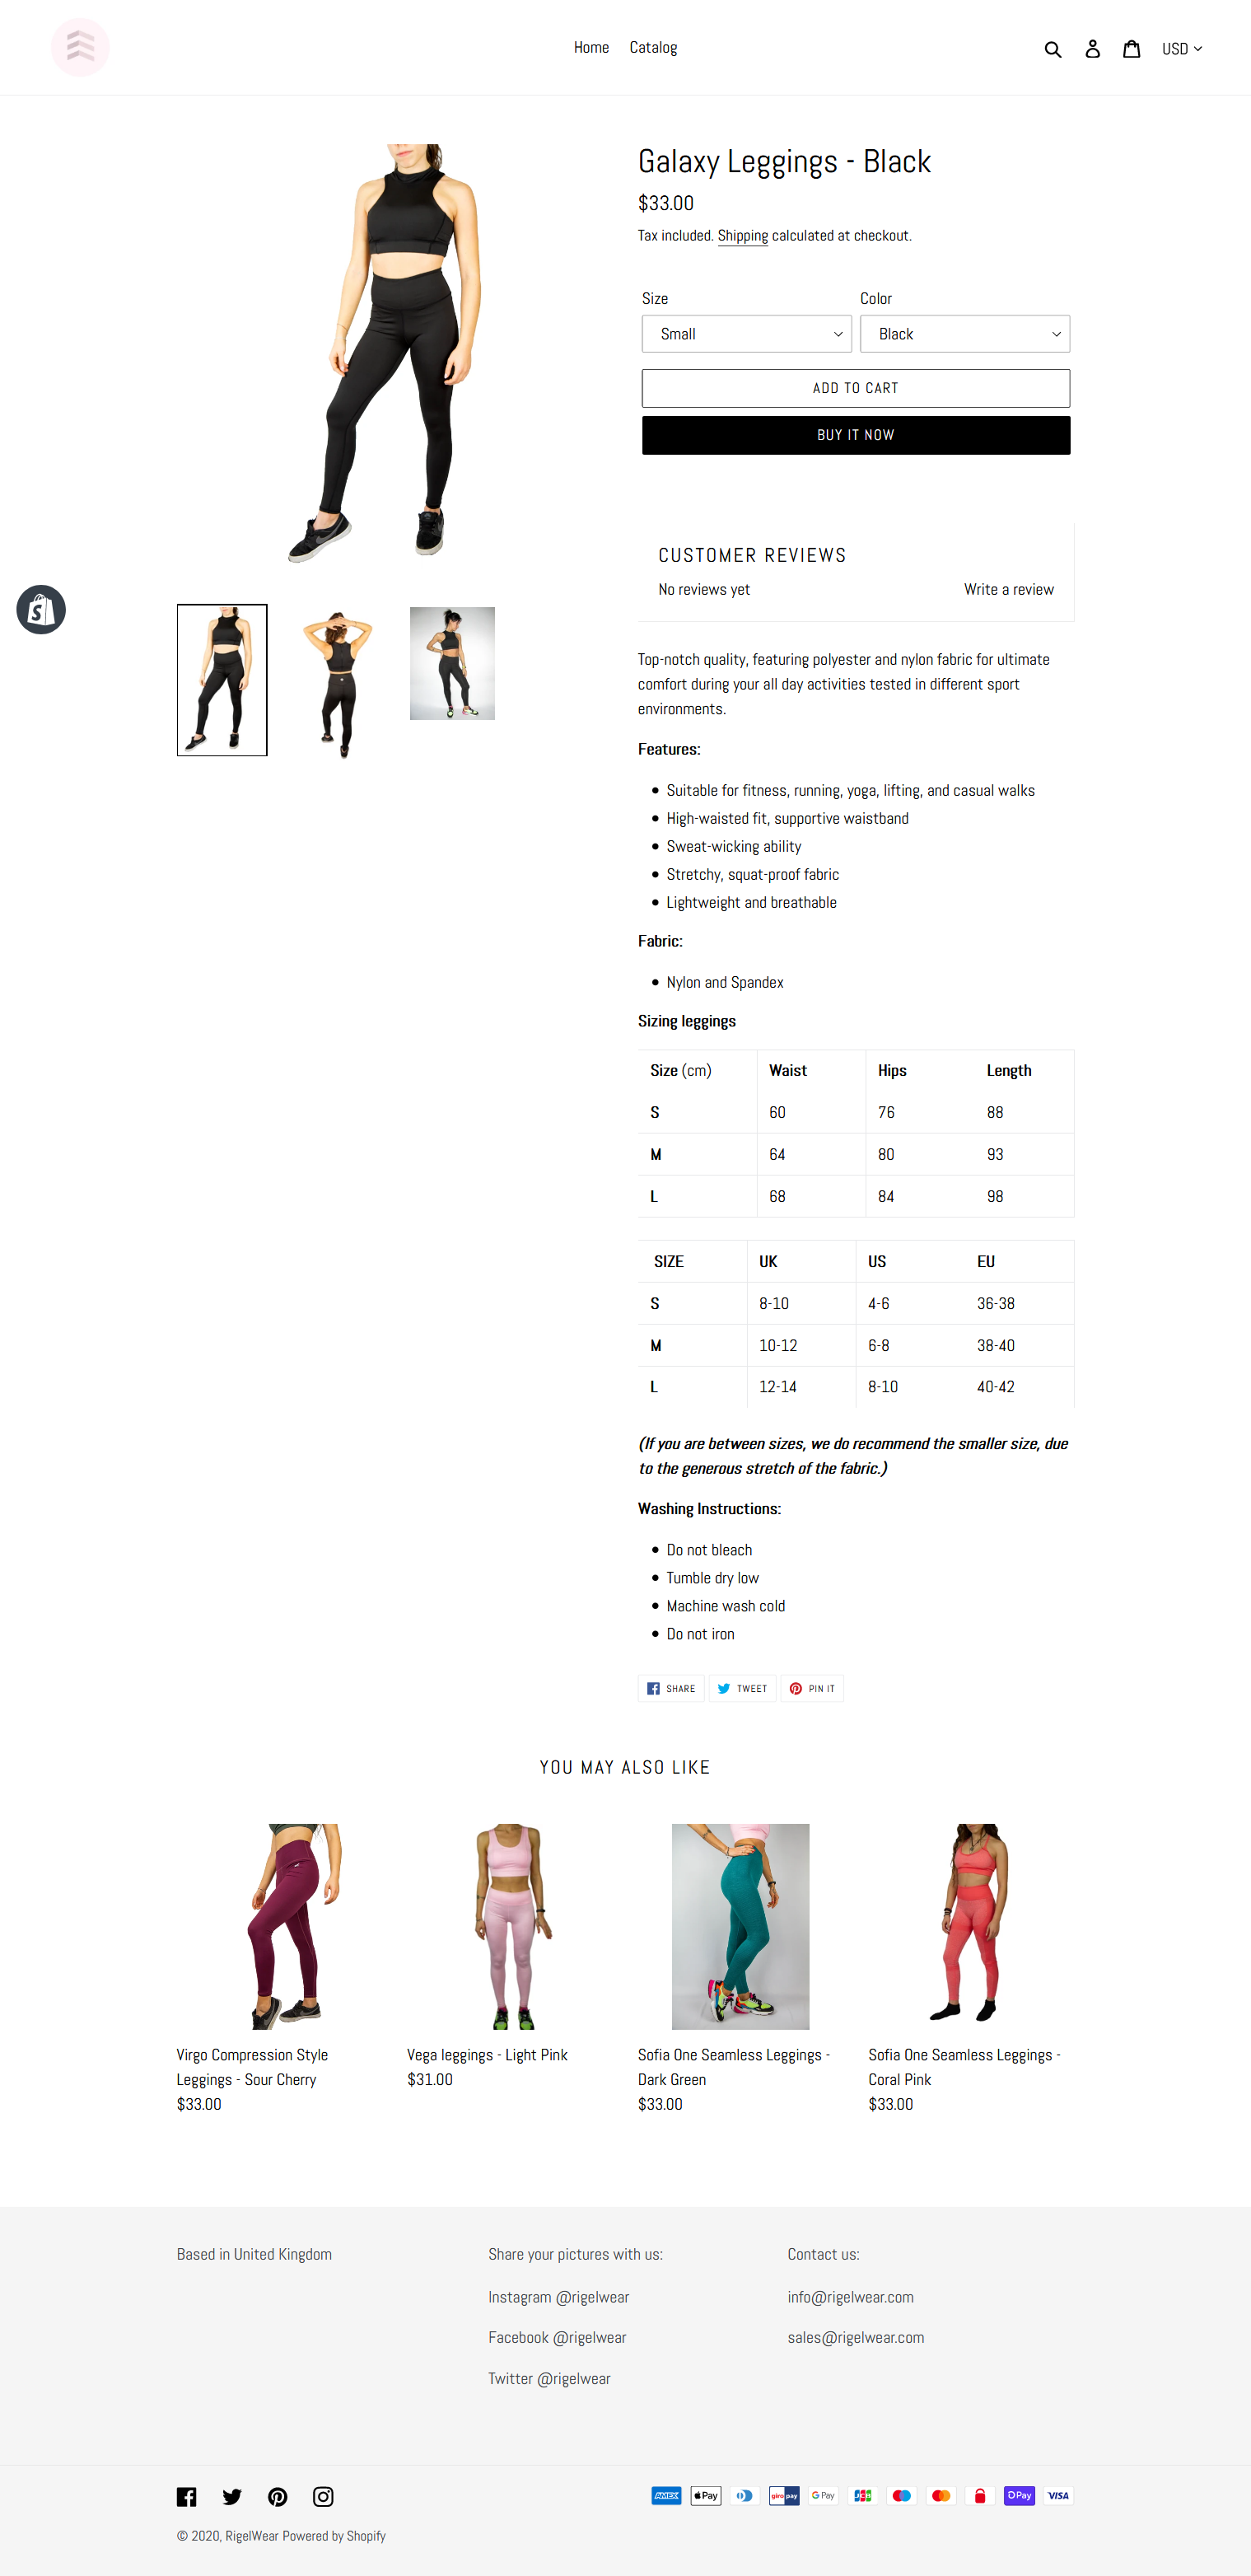 Home Catalog
USD
Galaxy Leggings - Black
$33.00
Tax included. Shipping calculated at checkout.
Size Color
Small Black
ADD TO CART
BUY IT NOW
CUSTOMER REVIEWS
No reviews yet Write a review
Top-notch quality, featuring polyester and nylon fabric for ultimate
comfort during your all day activities tested in different sport
environments.
Features:
Suitable for fitness, running, yoga, lifting, and casual walks
High-waisted fit, supportive waistband
Sweat-wicking ability
Stretchy, squat-proof fabric
Lightweight and breathable
Fabric:
Nylon and Spandex
Sizing leggings
Size (cm) Waist Hips Length
S 60 76 88
M 64 80 93
L 68 84 98
SIZE UK US EU
S 8-10 4-6 36-38
M 10-12 6-8 38-40
L 12-14 8-10 40-42
(If you are between sizes, we do recommend the smaller size, due
to the generous stretch of the fabric.)
Washing Instructions:
Do not bleach
Tumble dry low
Machine wash cold
Do not iron
SHARE TWEET PIN IT
YOU MAY ALSO LIKE
Virgo Compression Style
Leggings - Sour Cherry
$33.00
Vega leggings - Light Pink
$31.00
Sofia One Seamless Leggings -
Dark Green
$33.00
Sofia One Seamless Leggings -
Coral Pink
$33.00
Based in United Kingdom
Share your pictures with us:
Instagram @rigelwear
Facebook @rigelwear
Twitter @rigelwear
Contact us:
info@rigelwear.com
sales@rigelwear.com
AMEX Pay giro pay G Pay JCB Pay VISA
© 2020, RigelWear Powered by Shopify